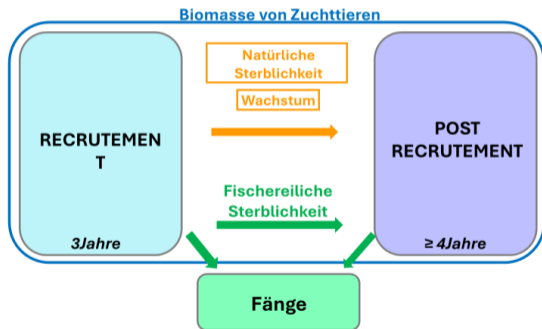 Biomasse von Zuchttieren
Natürliche
Sterblichkeit
Wachstum
RECRUTEMEN
T
POST
RECRUTEMENT
Fischereiliche
Sterblichkeit
3Jahre
≥ 4Jahre
Fänge